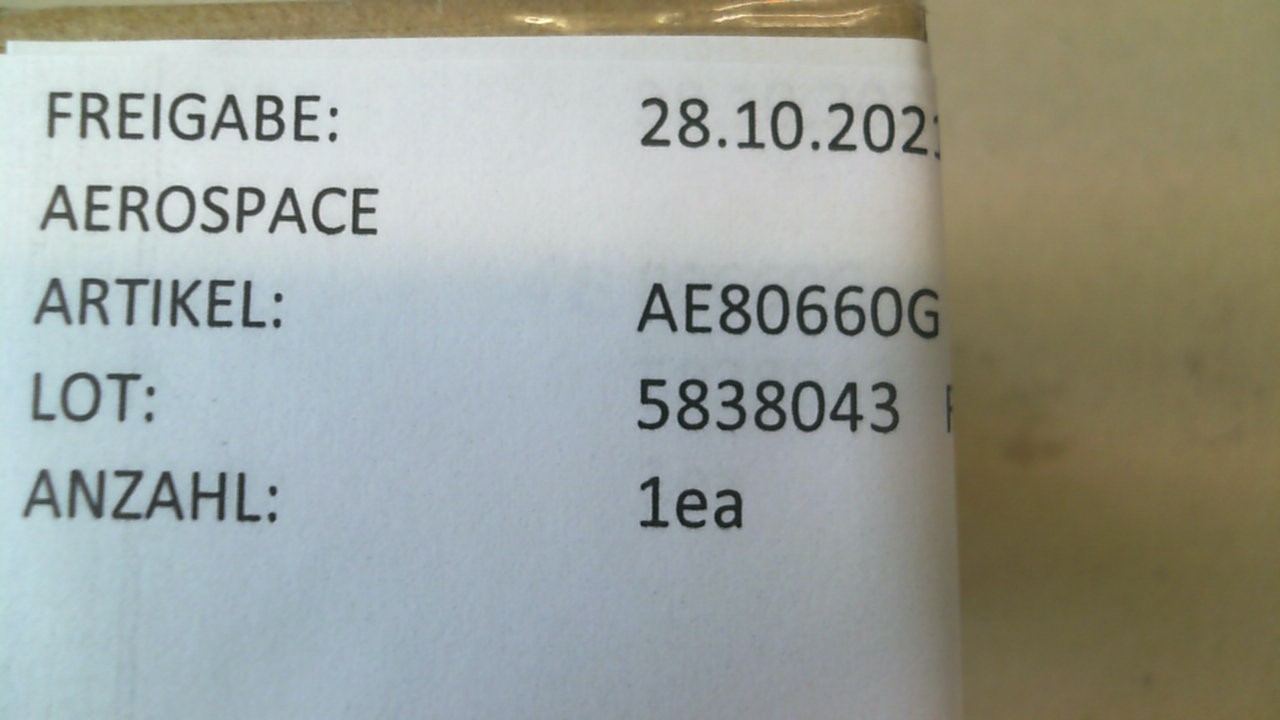 FREIGABE: 28.10.202
AEROSPACE
ARTIKEL: AE80660G
LOT: 5838043
ANZAHL: 1ea